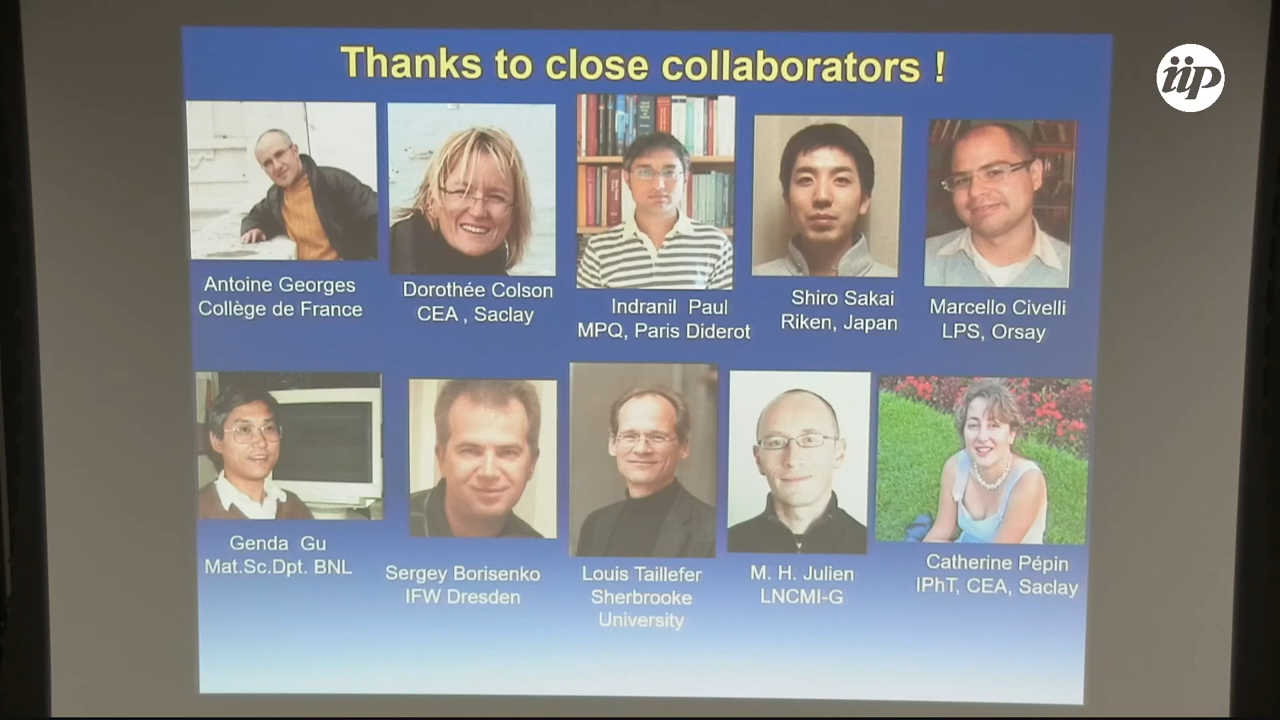 Thanks to close collaborators !
iip
Antoine Georges
Collège de France
Dorothée Colson
CEA , Saclay
Indranil Paul
MPQ, Paris Diderot
Shiro Sakai
Riken, Japan
Marcello Civelli
LPS, Orsay
Genda Gu
Mat.Sc.Dpt. BNL
Sergey Borisenko
IFW Dresden
Louis Taillefer
Sherbrooke
University
M. H. Julien
LNCMI-G
Catherine Pépin
IPhT, CEA, Saclay